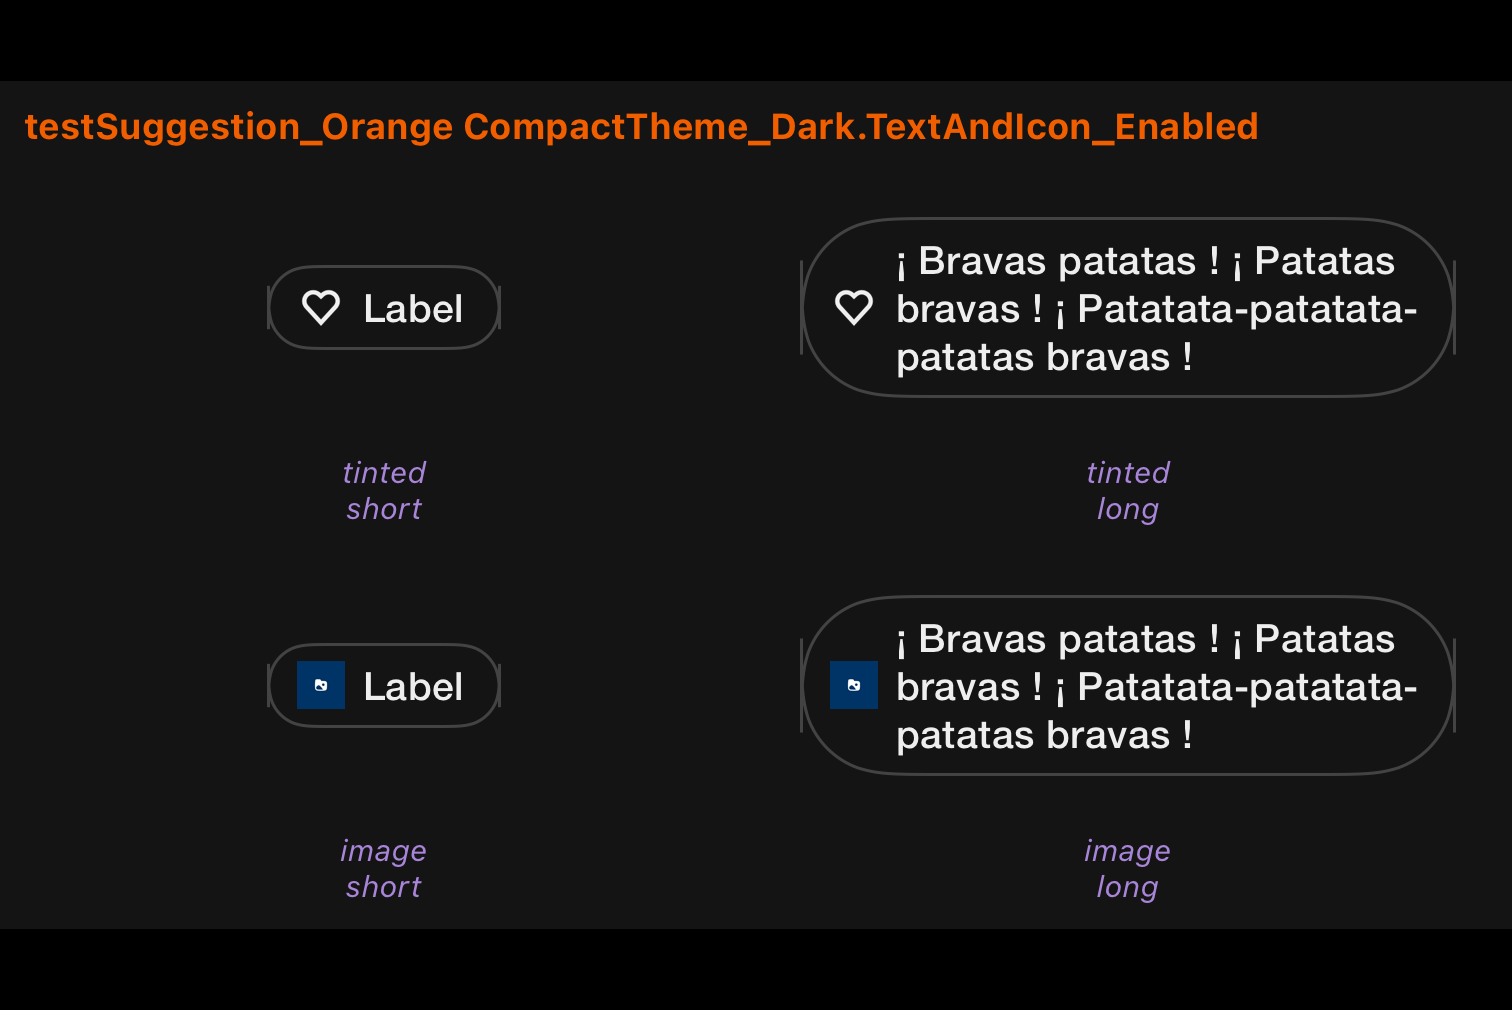 testSuggestion_Orange CompactTheme_Dark.TextAndIcon_Enabled
Label
¡ Bravas patatas ! ¡ Patatas
bravas ! ¡ Patatata-patatata-
patatas bravas !
tinted
short
tinted
long
Label
¡ Bravas patatas ! ¡ Patatas
bravas ! ¡ Patatata-patatata-
patatas bravas !
image
short
image
long